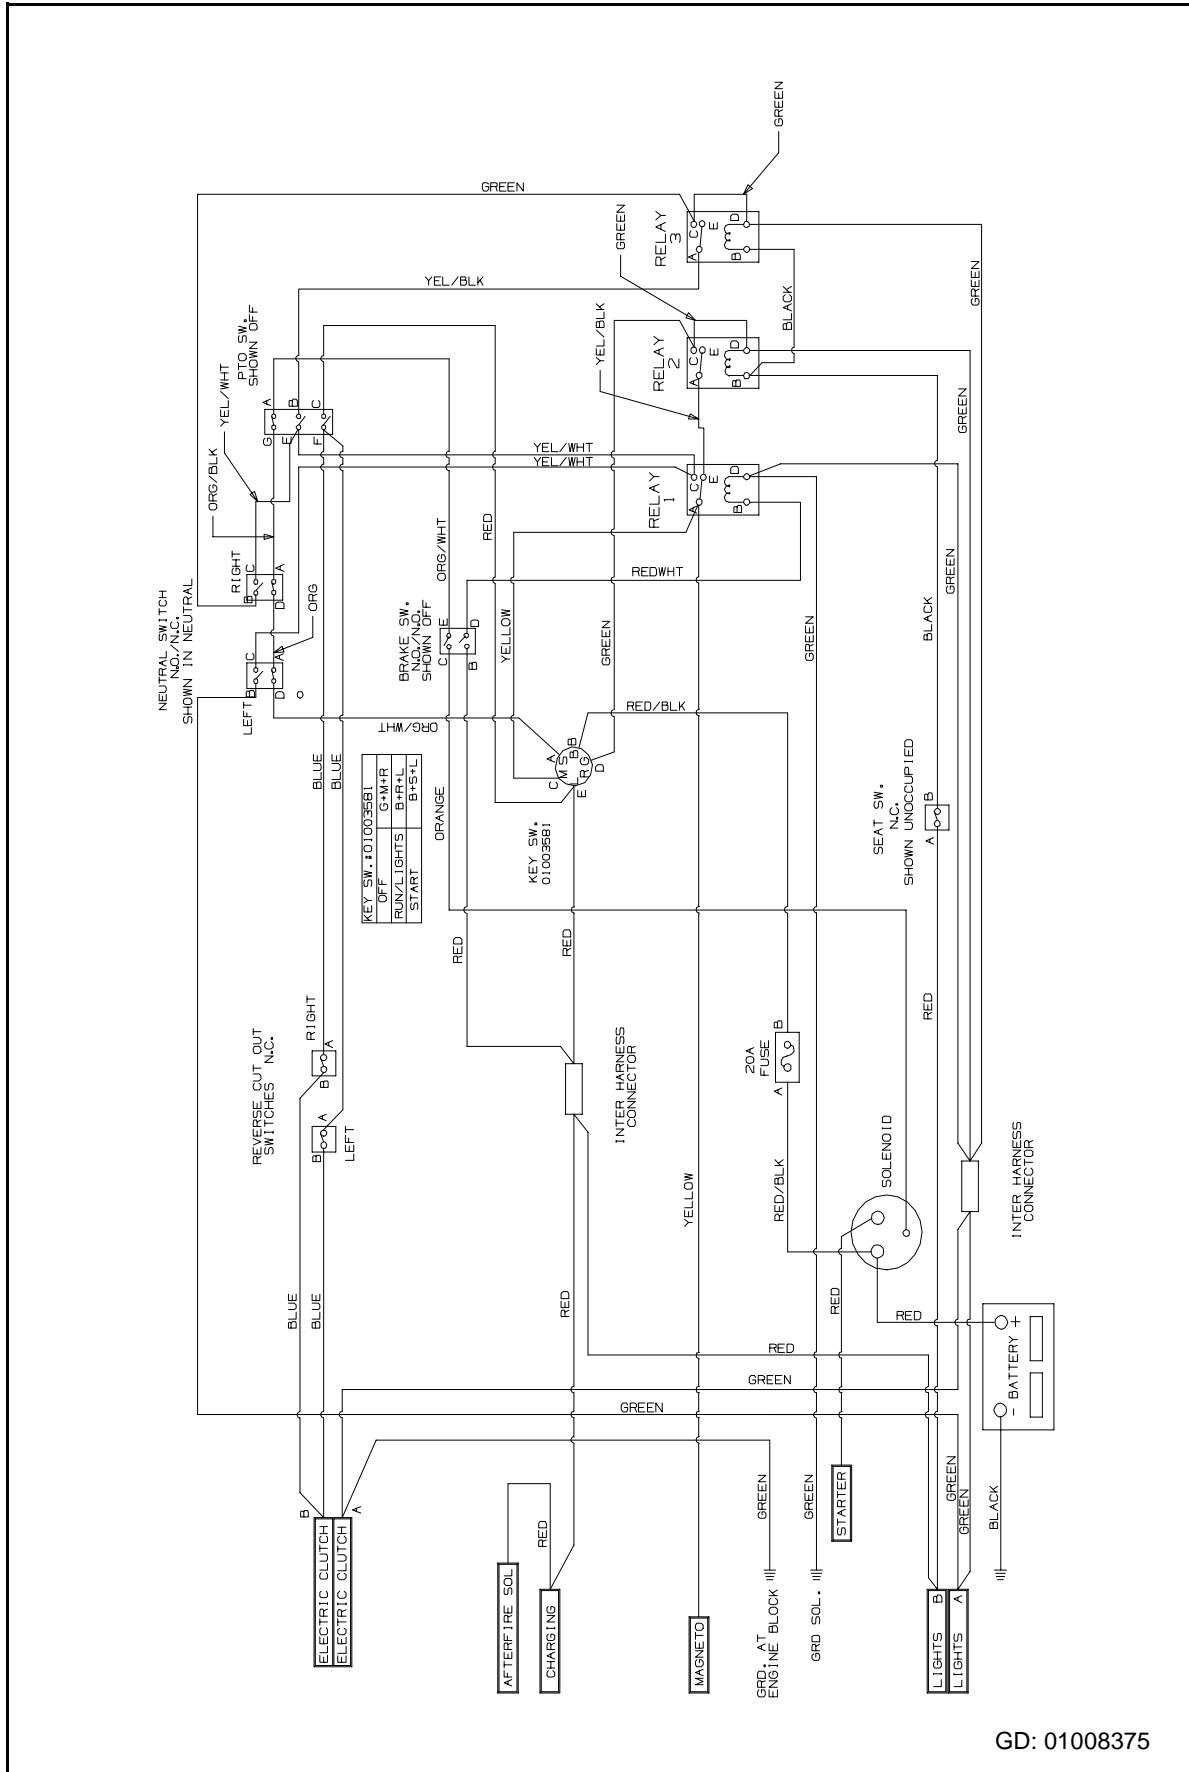 GREEN
GREEN
GREEN
RELAY
3
A
C
E
B
D
YEL/BLK
BLACK
GREEN
PTO SW.
SHOWN OFF
YEL/BLK
RELAY
2
A
C
E
B
D
YEL/WHT
A
B
C
G
E
F
GREEN
ORG/BLK
YEL/WHT
YEL/WHT
RELAY
1
A
C
E
B
D
RED
ORG/WHT
NEUTRAL SWITCH
N.O./N.C.
SHOWN IN NEUTRAL
RIGHT
C
A
B
D
ORG
REDWHT
GREEN
BLACK
BRAKE SW.
N.O./N.O.
SHOWN OFF
E
D
C
B
YELLOW
GREEN
GREEN
LEFT
C
A
B
D
ORG/WHT
RED/BLK
BLUE
BLUE
KEY SW.#:01003581
OFF
G+M+R
RUN/LIGHTS
B+R+L
START
B+S+L
ORANGE
A
B
C
D
E
S
B
M
G
L
R
KEY SW.
01003581
SEAT SW.
N.C.
SHOWN UNOCCUPIED
B
A
RED
RED
RED
REVERSE CUT OUT
SWITCHES N.C.
RIGHT
A
B
LEFT
A
B
INTER HARNESS
CONNECTOR
20A
FUSE
B
A
SOLENOID
INTER HARNESS
CONNECTOR
YELLOW
RED/BLK
BLUE
BLUE
RED
RED
RED
- BATTERY +
RED
GREEN
GREEN
B
A
ELECTRIC CLUTCH
ELECTRIC CLUTCH
RED
AFTERFIRE SOL
CHARGING
MAGNETO
GREEN
GRD. AT
ENGINE BLOCK
GREEN
GRD SOL.
STARTER
GREEN
GREEN
BLACK
LIGHTS B
LIGHTS A
GD: 01008375